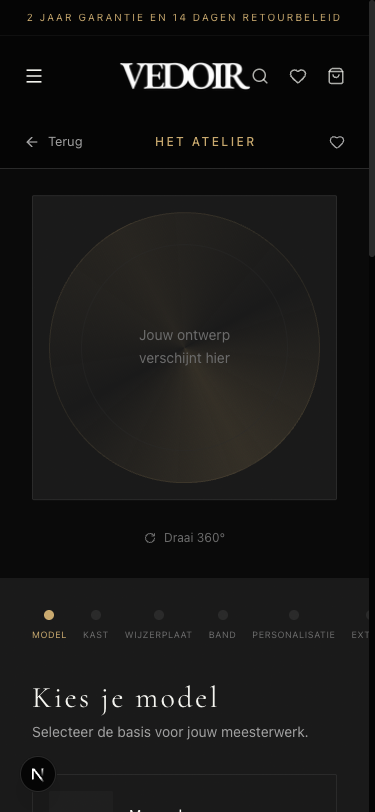 2 JAAR GARANTIE EN 14 DAGEN RETOURBELEID
VEDOIR
Terug
HET ATELIER
Jouw ontwerp
verschijnt hier
Draai 360°
MODEL KAST WIJZERPLAAT BAND PERSONALISATIE
Kies je model
Selecteer de basis voor jouw meesterwerk.
N